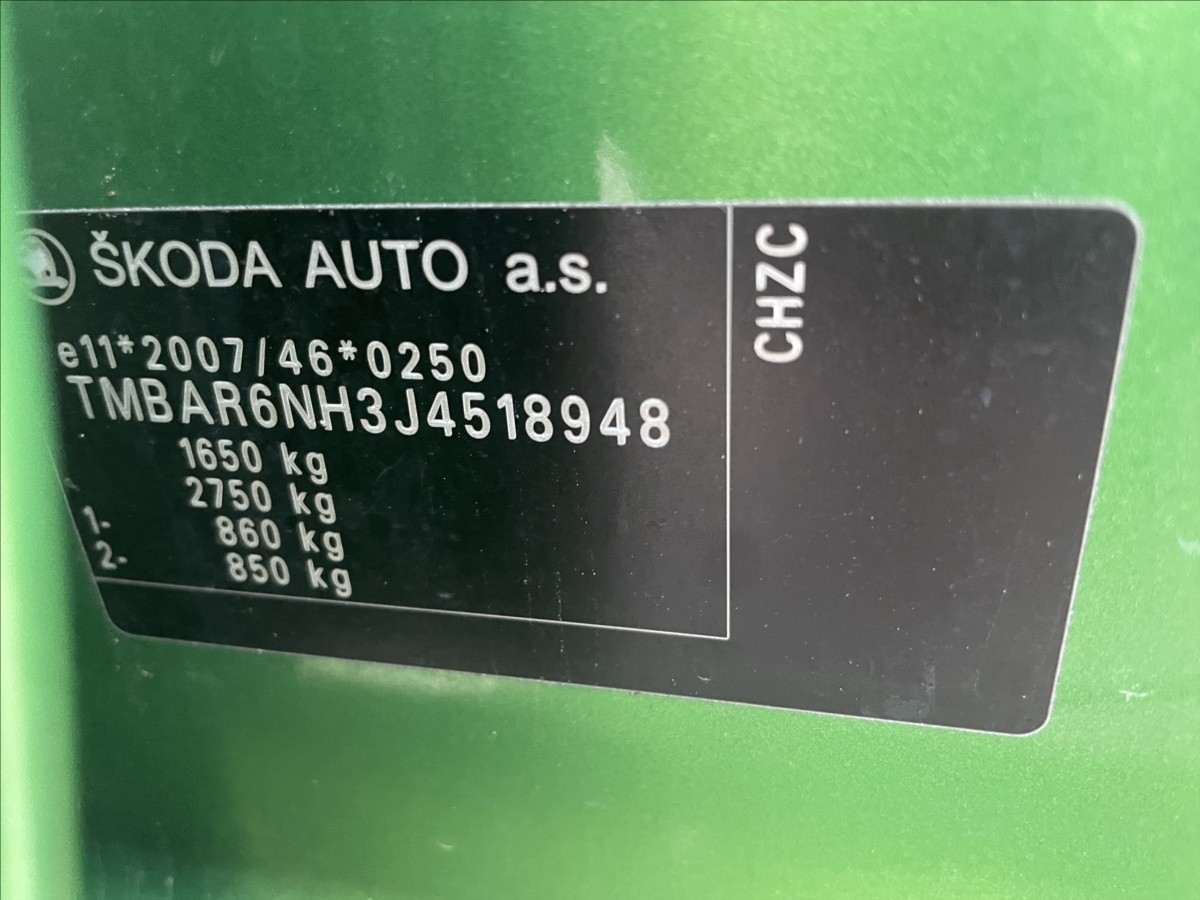 ŠKODA AUTO a.s.
e11*2007/46*0250
TMBAR6NH3J4518948
1650 kg
2750 kg
1- 860 kg
2- 850 kg
CHZC